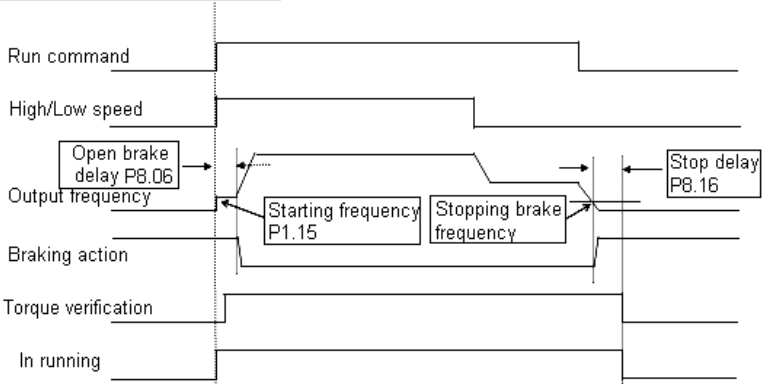 Run command
High/Low speed
Open brake
delay P8.06
Stop delay
P8.16
Output frequency
Starting frequency
P1.15
Stopping brake
frequency
Braking action
Torque verification
In running